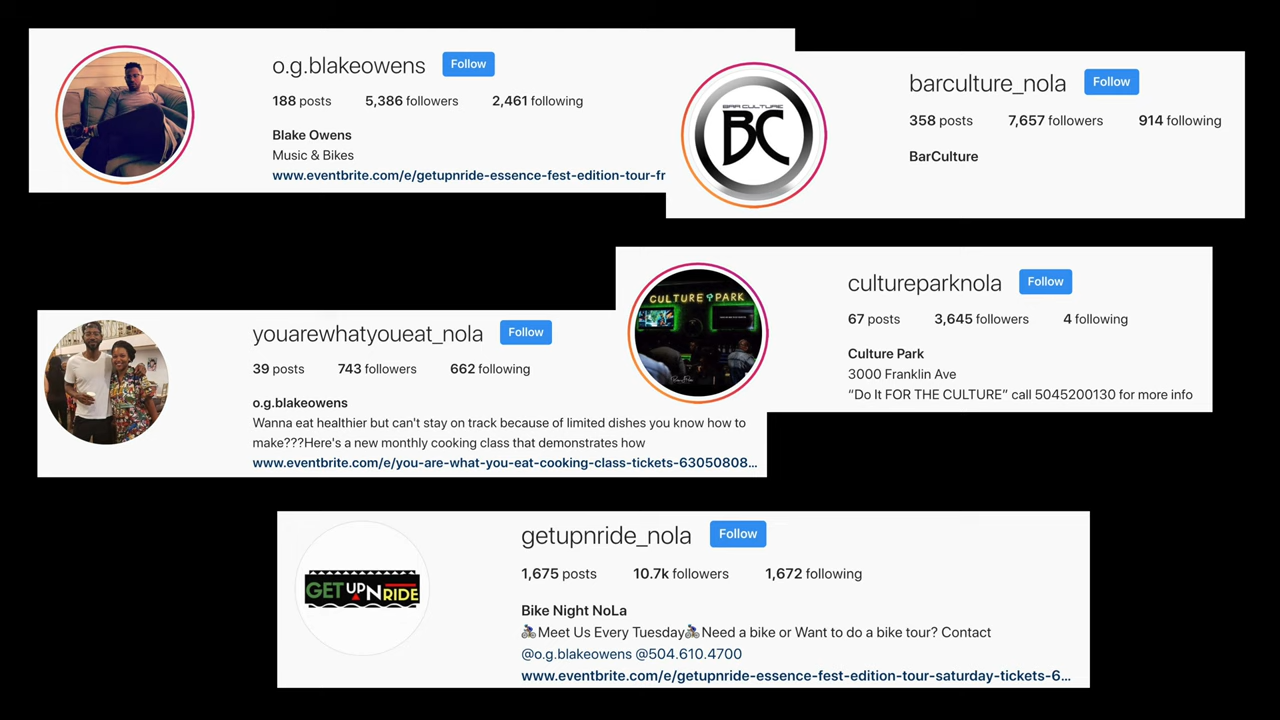 o.g.blakeowens Follow
188 posts 5,386 followers 2,461 following
Blake Owens
Music & Bikes
www.eventbrite.com/e/getupnride-essence-fest-edition-tour-fr
BAR CULTURE
BC
barculture_nola Follow
358 posts 7,657 followers 914 following
BarCulture
CULTURE PARK
cultureparknola Follow
67 posts 3,645 followers 4 following
Culture Park
3000 Franklin Ave
“Do It FOR THE CULTURE” call 5045200130 for more info
youarewhatyoueat_nola Follow
39 posts 743 followers 662 following
o.g.blakeowens
Wanna eat healthier but can't stay on track because of limited dishes you know how to
make???Here's a new monthly cooking class that demonstrates how
www.eventbrite.com/e/you-are-what-you-eat-cooking-class-tickets-63050808...
GET UP N RIDE
getupnride_nola Follow
1,675 posts 10.7k followers 1,672 following
Bike Night NoLa
🚴Meet Us Every Tuesday🚴Need a bike or Want to do a bike tour? Contact
@o.g.blakeowens @504.610.4700
www.eventbrite.com/e/getupnride-essence-fest-edition-tour-saturday-tickets-6...